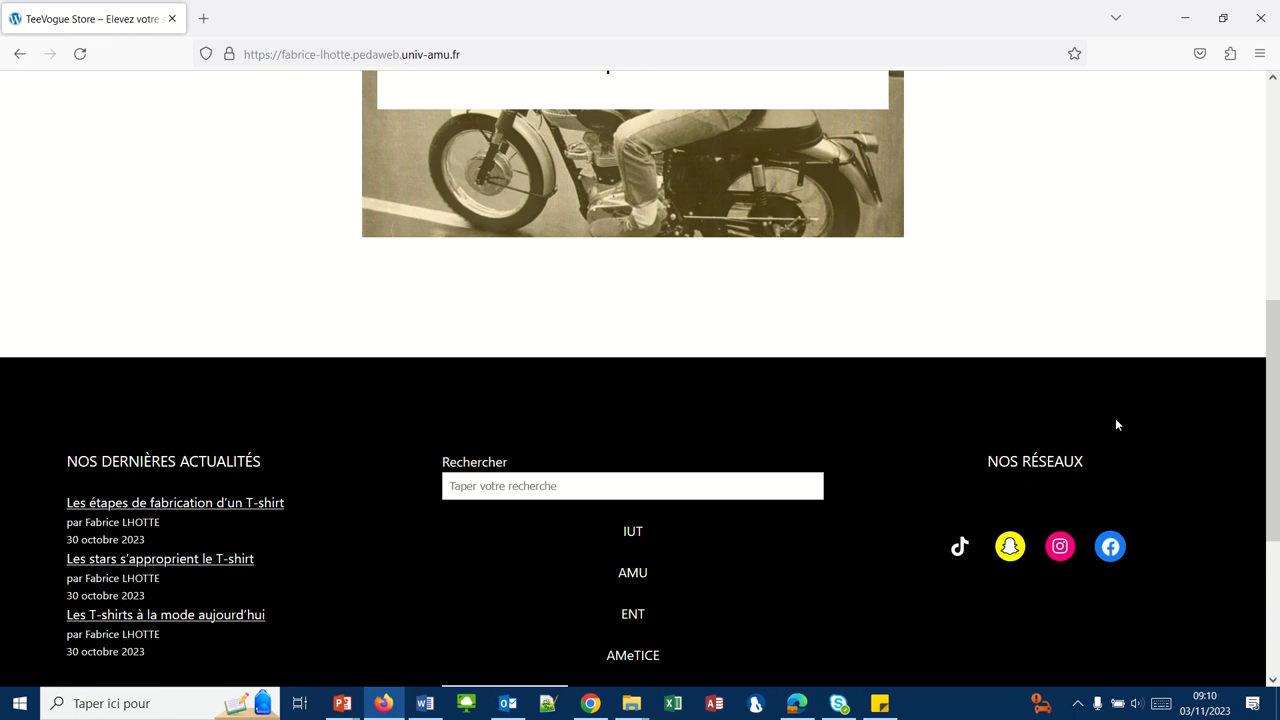 TeeVogue Store – Elevez votre s
https://fabrice-lhotte.pedaweb.univ-amu.fr
NOS DERNIÈRES ACTUALITÉS
Les étapes de fabrication d'un T-shirt
par Fabrice LHOTTE
30 octobre 2023
Les stars s'approprient le T-shirt
par Fabrice LHOTTE
30 octobre 2023
Les T-shirts à la mode aujourd'hui
par Fabrice LHOTTE
30 octobre 2023
Rechercher
Taper votre recherche
IUT
AMU
ENT
AMeTICE
NOS RÉSEAUX
Taper ici pour
09:10
03/11/2023